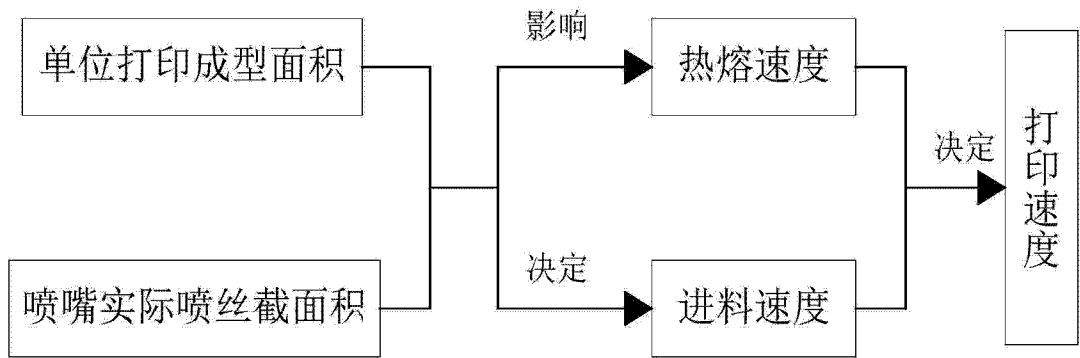 单位打印成型面积
喷嘴实际喷丝截面积
影响
决定
热熔速度
进料速度
决定
打印速度